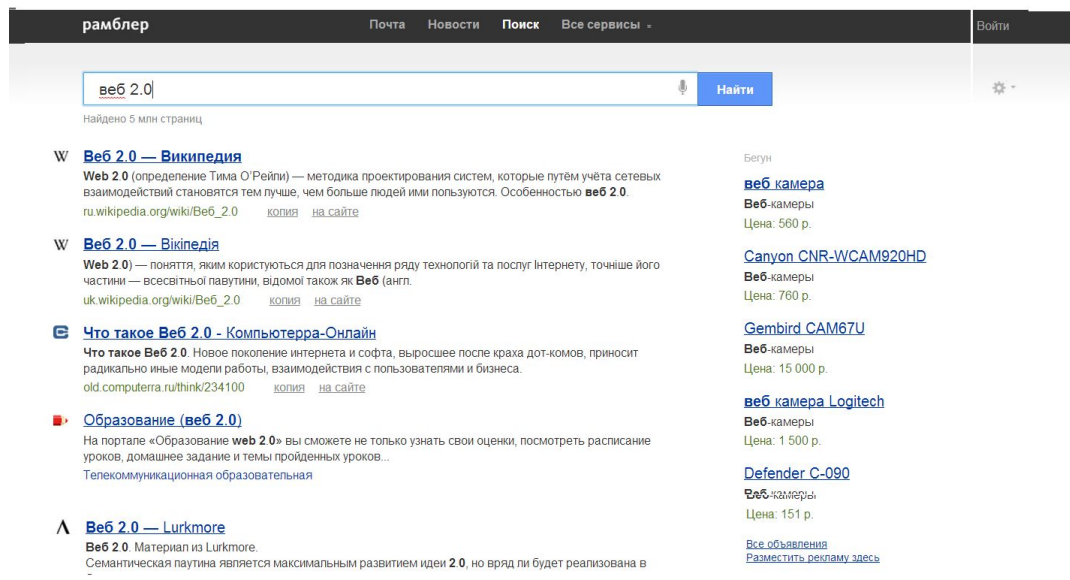 рамблер
Почта Новости Поиск Все сервисы
Войти
веб 2.0
Найти
Найдено 5 млн страниц
Веб 2.0 — Википедия
Web 2.0 (определение Тима О’Рейли) — методика проектирования систем, которые путём учёта сетевых
взаимодействий становятся тем лучше, чем больше людей ими пользуются. Особенностью веб 2.0.
ru.wikipedia.org/wiki/Веб_2.0 копия на сайте
Веб 2.0 — Вікіпедія
Web 2.0) — поняття, яким користуються для позначення ряду технологій та послуг Інтернету, точніше його
частини — всесвітньої павутини, відомої також як Веб (англ.
uk.wikipedia.org/wiki/Веб_2.0 копия на сайте
Что такое Веб 2.0 - Компьютерра-Онлайн
Что такое Веб 2.0. Новое поколение интернета и софта, выросшее после краха дот-комов, приносит
радикально иные модели работы, взаимодействия с пользователями и бизнеса.
old.computerra.ru/think/234100 копия на сайте
Образование (веб 2.0)
На портале «Образование web 2.0» вы сможете не только узнать свои оценки, посмотреть расписание
уроков, домашнее задание и темы пройденных уроков...
Телекоммуникационная образовательная
Веб 2.0 — Lurkmore
Веб 2.0. Материал из Lurkmore.
Семантическая паутина является максимальным развитием идеи 2.0, но вряд ли будет реализована в
Бегун
веб камера
Веб-камеры
Цена: 560 р.
Canyon CNR-WCAM920HD
Веб-камеры
Цена: 760 р.
Gembird CAM67U
Веб-камеры
Цена: 15 000 р.
веб камера Logitech
Веб-камеры
Цена: 1 500 р.
Defender C-090
Веб-камеры
Цена: 151 р.
Все объявления
Разместить рекламу здесь